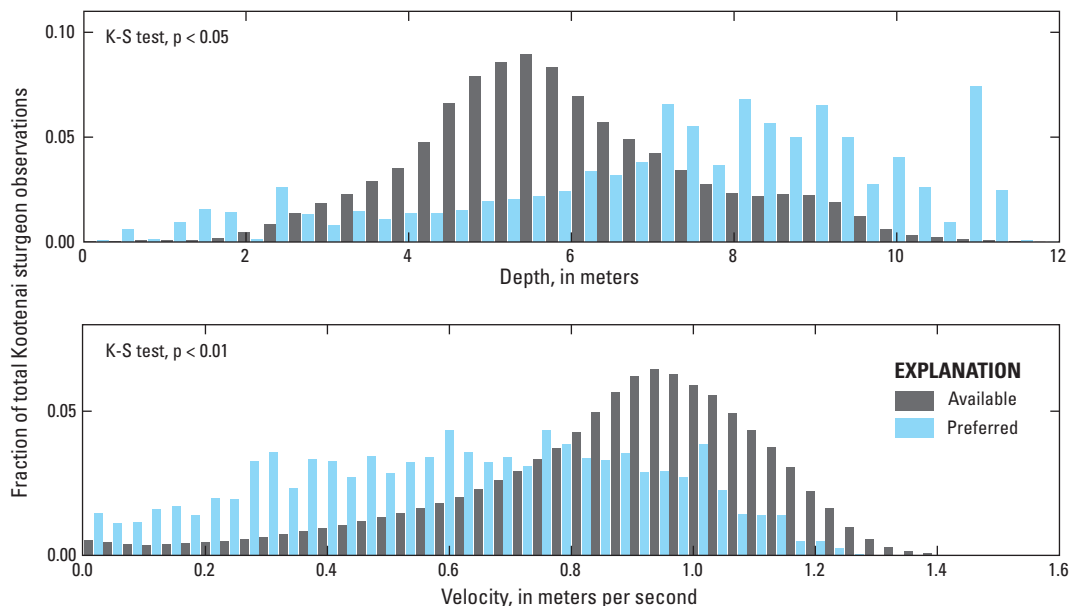 Fraction of total Kootenai sturgeon observations
0.10
0.05
0.00
K-S test, p < 0.05
0 2 4 6 8 10 12
Depth, in meters
0.05
0.00
K-S test, p < 0.01
EXPLANATION
Available
Preferred
0.0 0.2 0.4 0.6 0.8 1.0 1.2 1.4 1.6
Velocity, in meters per second